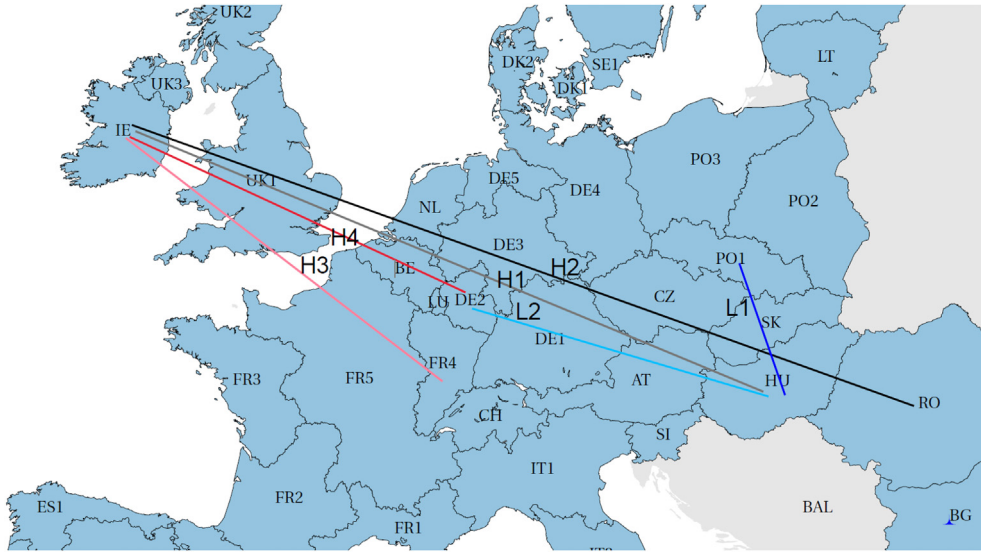 UK2
DK2
SE1
LT
UK3
DK1
IE
PO3
UK1
DE5
DE4
NL
PO2
H4
DE3
H3
BE
H2
PO1
H1
LU
DE2
CZ
L2
L1
SK
DE1
FR4
FR3
FR5
AT
HU
RO
CH
SI
IT1
ES1
FR2
BAL
BG
FR1